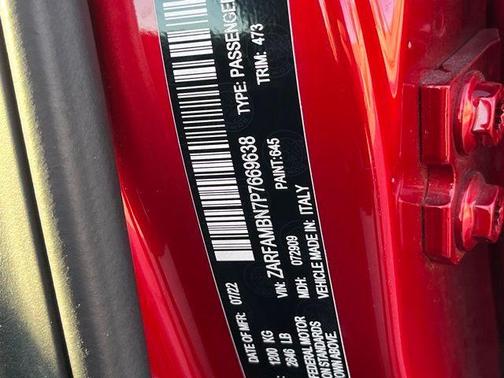 DATE OF MFR: 07/22
1200 KG
2646 LB
FEDERAL MOTOR
ON STANDARDS
OWN ABOVE.
VIN: ZARFAMBN7P7669638
TYPE: PASSENGER
MDH: 072909
PAINT:645
TRIM: 473
VEHICLE MADE IN: ITALY